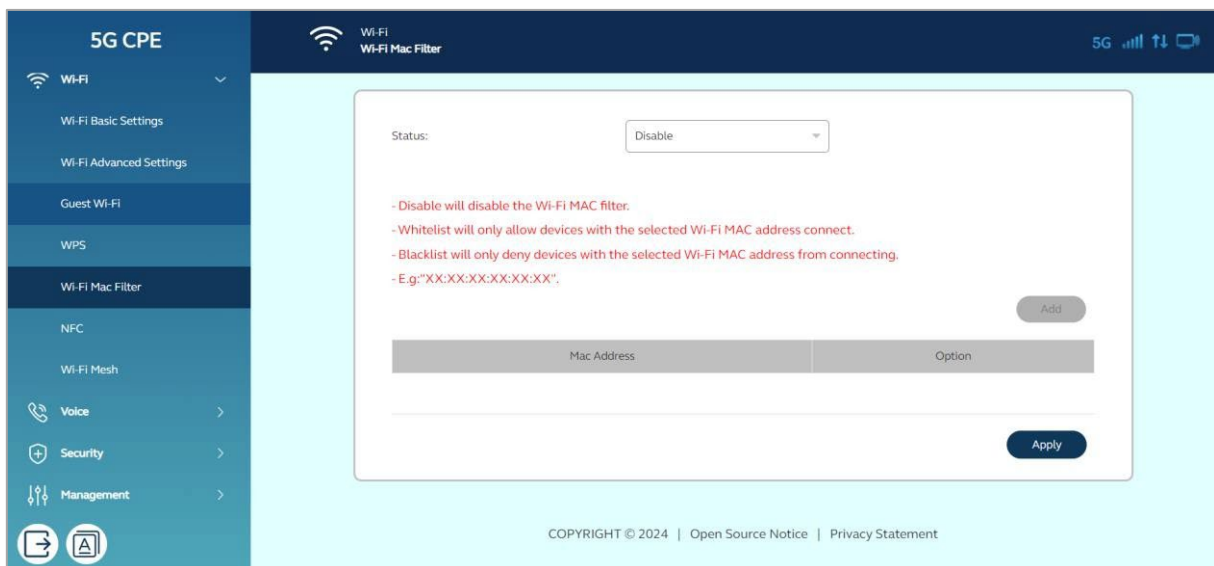 5G CPE
Wi-Fi
Wi-Fi Basic Settings
Wi-Fi Advanced Settings
Guest Wi-Fi
WPS
Wi-Fi Mac Filter
NFC
Wi-Fi Mesh
Voice
Security
Management
A
Wi-Fi
Wi-Fi Mac Filter
5G
Status:
Disable
- Disable will disable the Wi-Fi MAC filter.
- Whitelist will only allow devices with the selected Wi-Fi MAC address connect.
- Blacklist will only deny devices with the selected Wi-Fi MAC address from connecting.
- E.g:"XX:XX:XX:XX:XX:XX".
Add
Mac Address Option
Apply
COPYRIGHT © 2024 | Open Source Notice | Privacy Statement